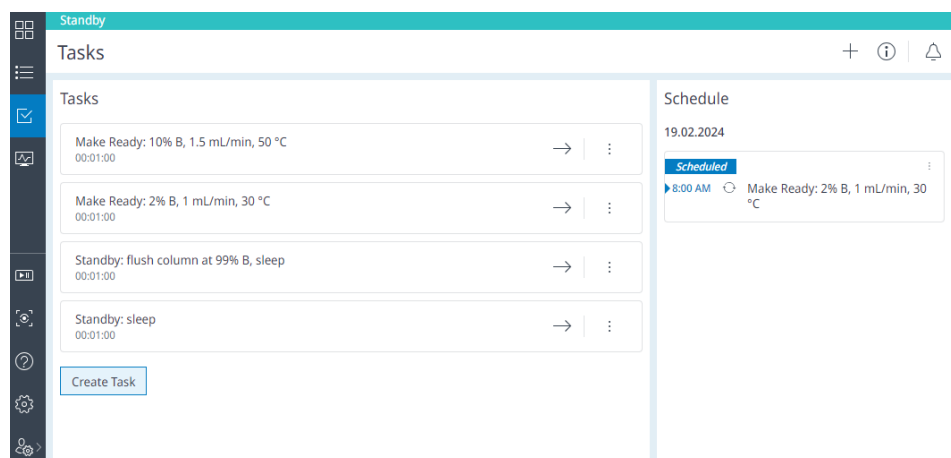 Standby
Tasks
Tasks
Make Ready: 10% B, 1.5 mL/min, 50 °C
00:01:00
Make Ready: 2% B, 1 mL/min, 30 °C
00:01:00
Standby: flush column at 99% B, sleep
00:01:00
Standby: sleep
00:01:00
Create Task
Schedule
19.02.2024
Scheduled
8:00 AM Make Ready: 2% B, 1 mL/min, 30
°C